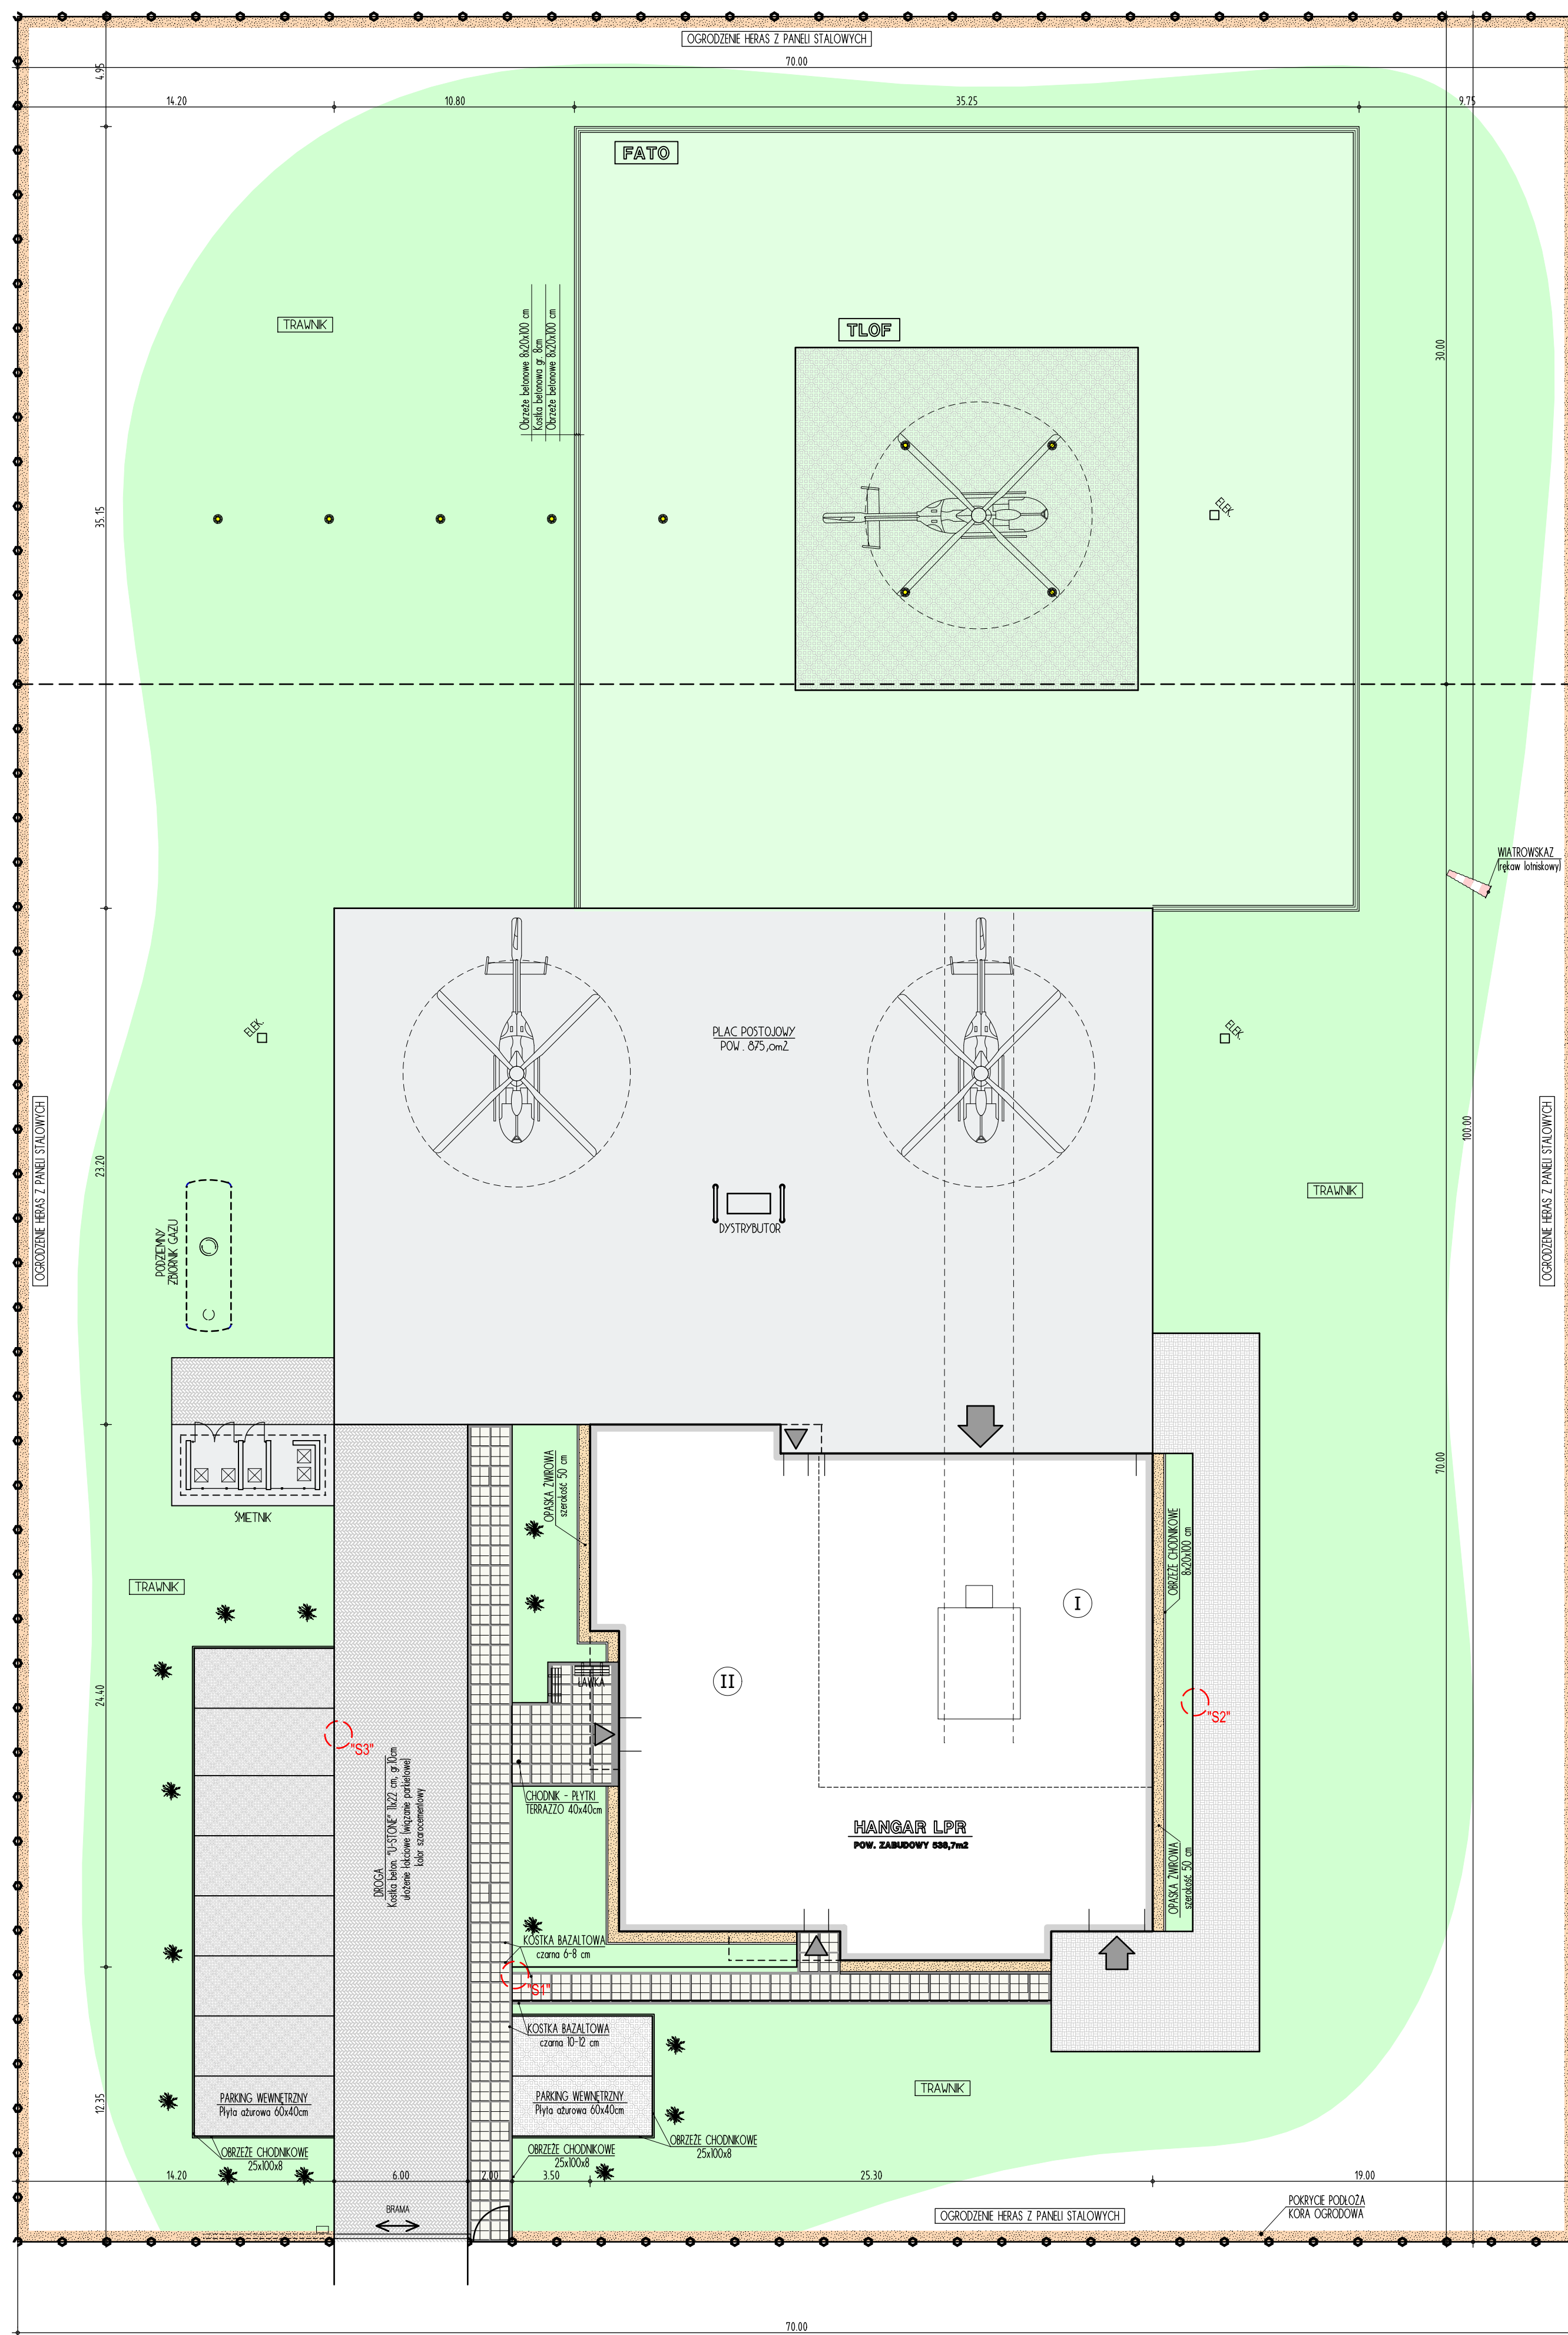 OGRODZENIE HERAS Z PANELI STALOWYCH
70.00
4.95
14.20
10.80
35.25
9.75
FATO
TRAWNIK
Obrzeże betonowe 8x20x100 cm
Kostka betonowa gr. 8cm
Obrzeże betonowe 8x20x100 cm
TLOF
30.00
35.15
ELEK.
WIATROWSKAZ
(rękaw lotniskowy)
ELEK.
PLAC POSTOJOWY
POW. 875,0m2
ELEK.
OGRODZENIE HERAS Z PANELI STALOWYCH
23.20
100.00
OGRODZENIE HERAS Z PANELI STALOWYCH
TRAWNIK
PODZIEMNY
ZBIORNIK GAZU
DYSTRYBUTOR
70.00
ŚMIETNIK
OPASKA ŻWIROWA
szerokość 50 cm
OBRZEŻE CHODNIKOWE
8x20x100 cm
TRAWNIK
I
II
ŁAWKA
24.40
"S3"
"S2"
DROGA
Kostka beton. "U-STONE" 11x22 cm, gr.10cm
ułożenie łokciowe (wiązanie parkietowe)
kolor szarocementowy
CHODNIK - PŁYTKI
TERRAZZO 40x40cm
HANGAR LPR
POW. ZABUDOWY 538,7m2
OPASKA ŻWIROWA
szerokość 50 cm
KOSTKA BAZALTOWA
czarna 6-8 cm
"S1"
KOSTKA BAZALTOWA
czarna 10-12 cm
12.35
PARKING WEWNĘTRZNY
Płyta ażurowa 60x40cm
PARKING WEWNĘTRZNY
Płyta ażurowa 60x40cm
TRAWNIK
OBRZEŻE CHODNIKOWE
25x100x8
OBRZEŻE CHODNIKOWE
25x100x8
OBRZEŻE CHODNIKOWE
25x100x8
14.20
6.00
2.00
3.50
25.30
19.00
BRAMA
OGRODZENIE HERAS Z PANELI STALOWYCH
POKRYCIE PODŁOŻA
KORA OGRODOWA
70.00